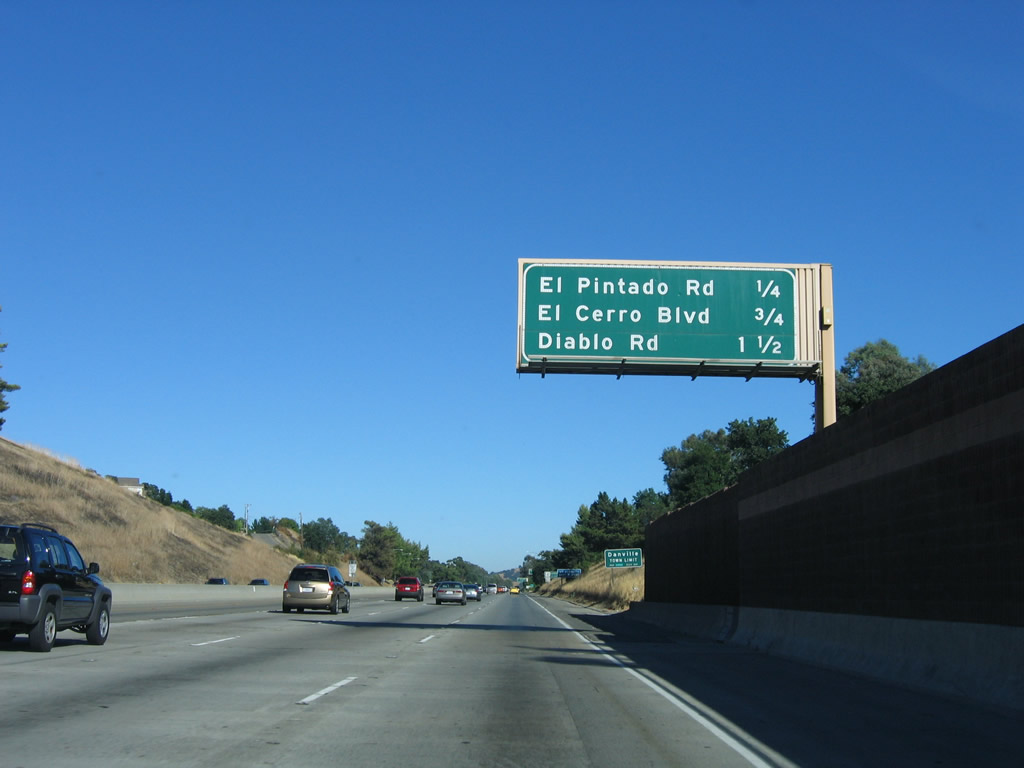 El Pintado Rd 1/4
El Cerro Blvd 3/4
Diablo Rd 1 1/2
Danville
TOWN LIMIT